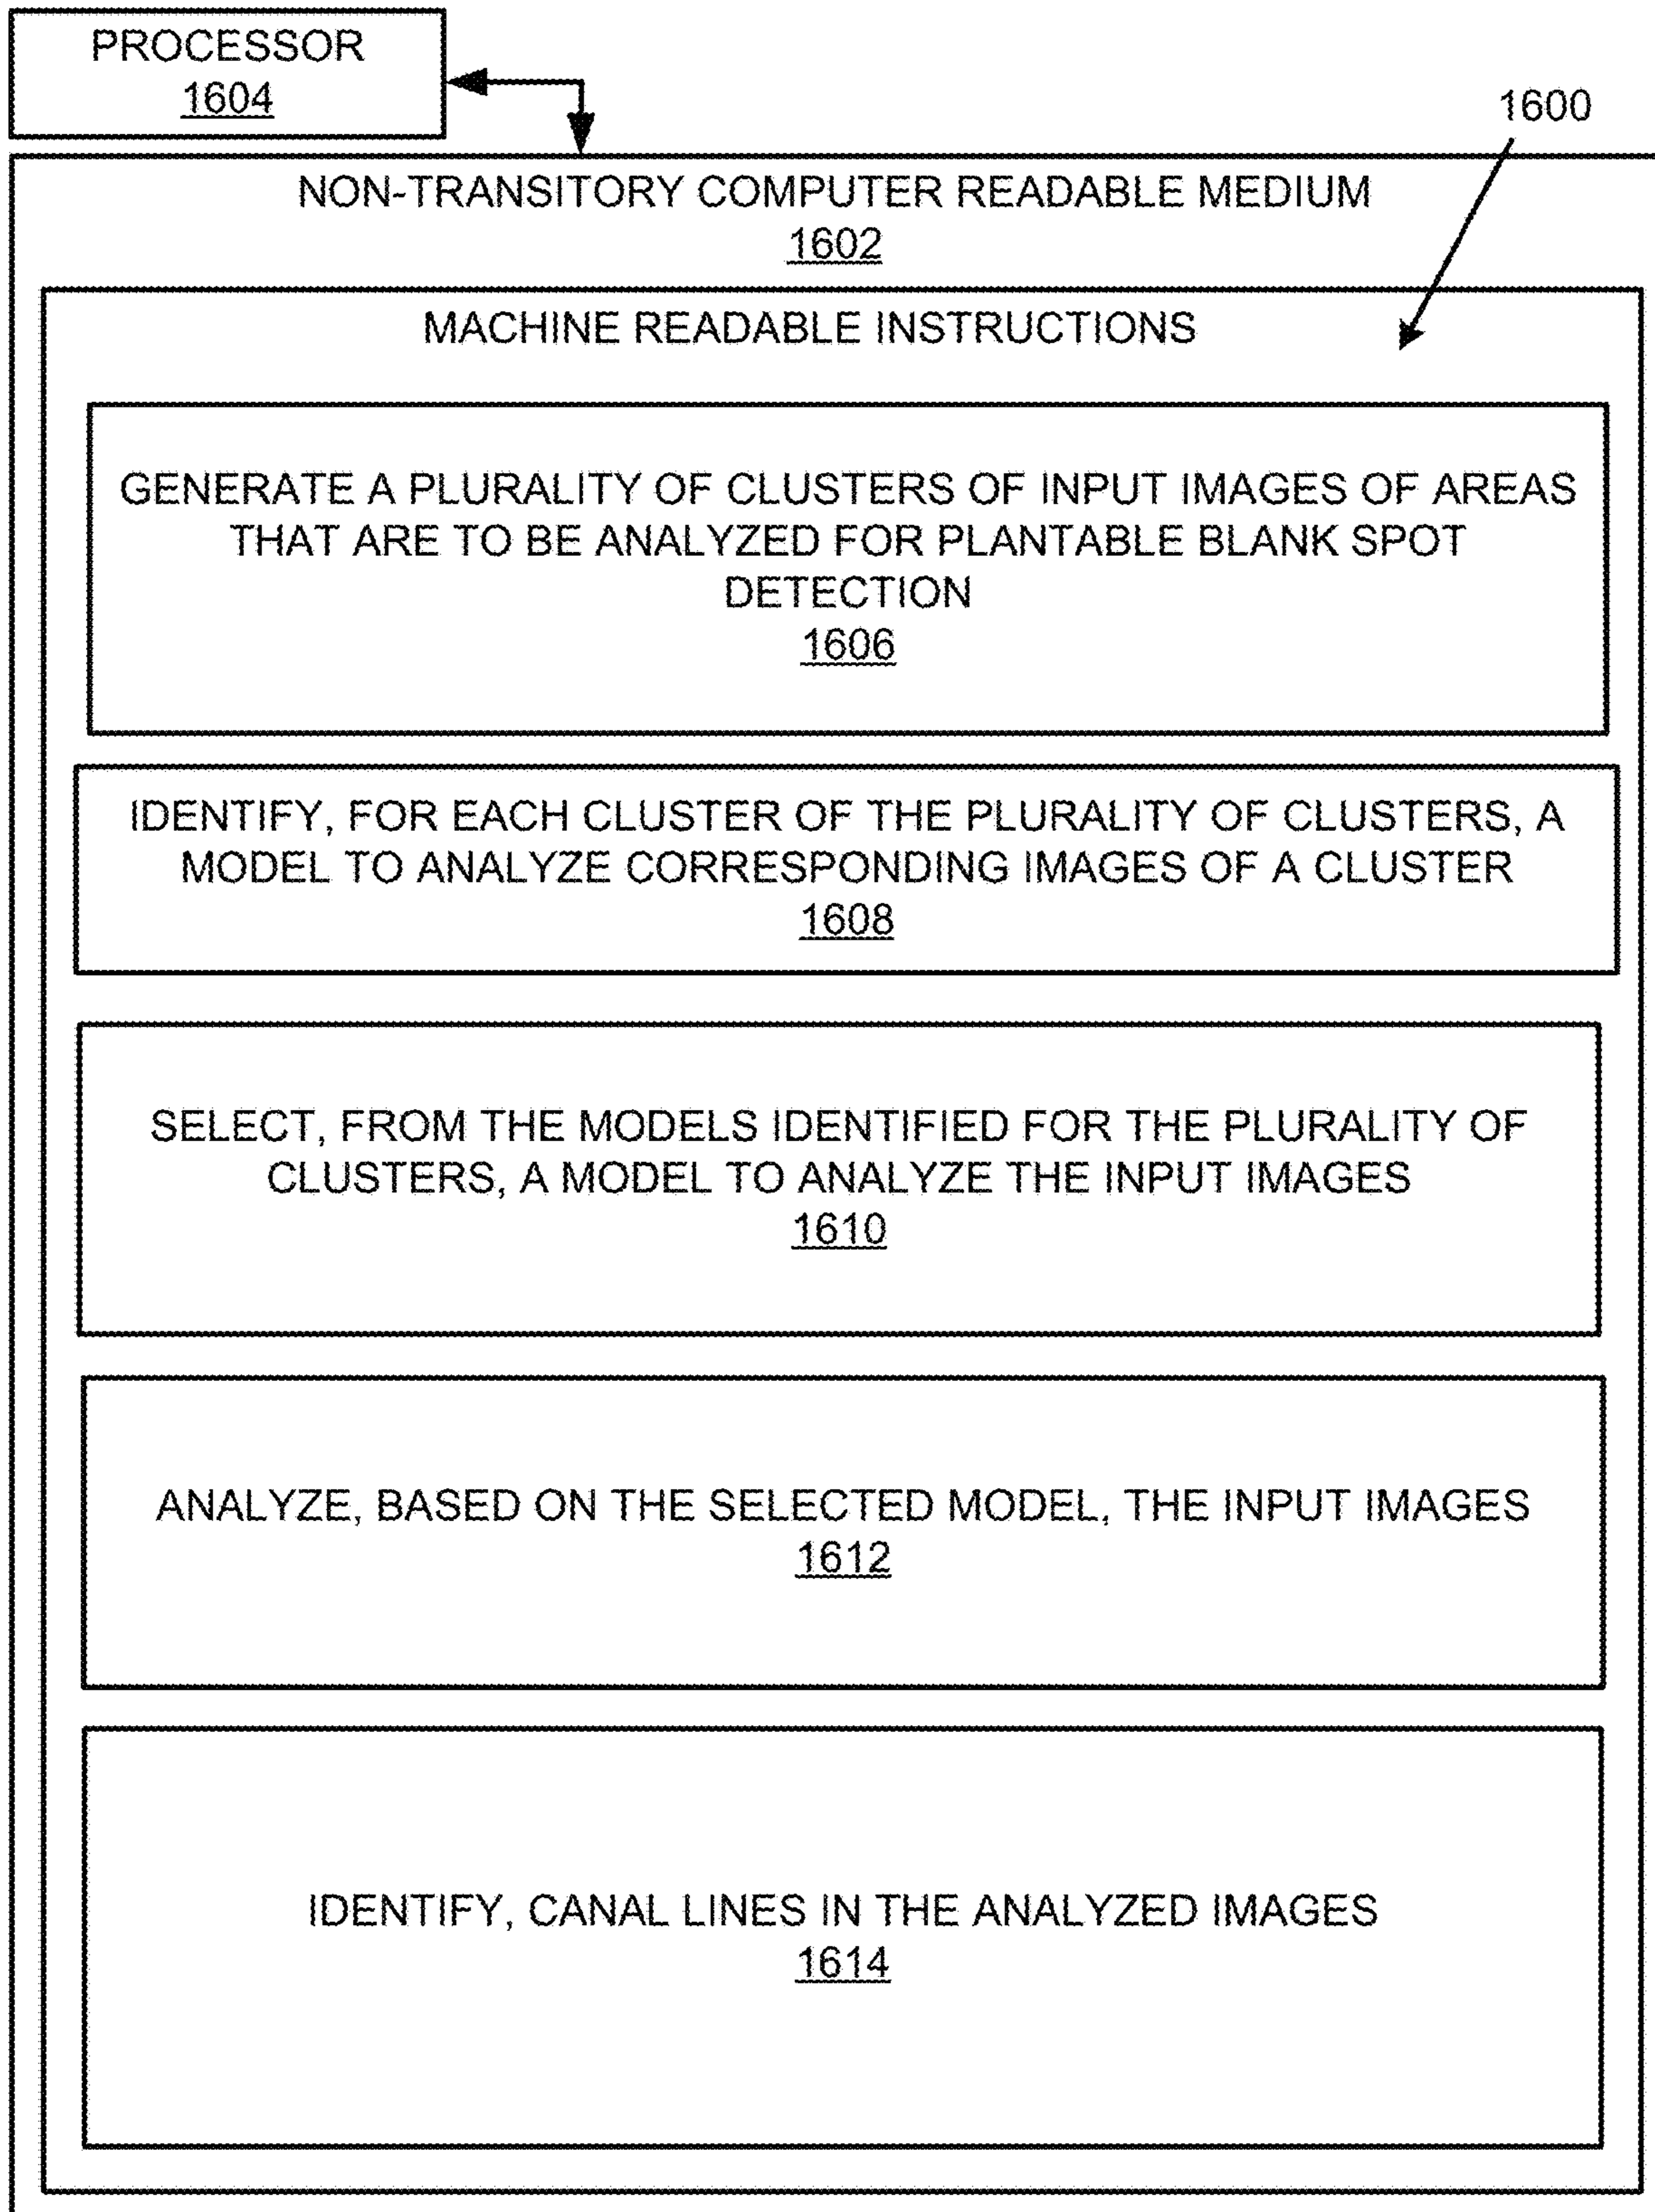 PROCESSOR
1604
1600
NON-TRANSITORY COMPUTER READABLE MEDIUM
1602
MACHINE READABLE INSTRUCTIONS
GENERATE A PLURALITY OF CLUSTERS OF INPUT IMAGES OF AREAS
THAT ARE TO BE ANALYZED FOR PLANTABLE BLANK SPOT
DETECTION
1606
IDENTIFY, FOR EACH CLUSTER OF THE PLURALITY OF CLUSTERS, A
MODEL TO ANALYZE CORRESPONDING IMAGES OF A CLUSTER
1608
SELECT, FROM THE MODELS IDENTIFIED FOR THE PLURALITY OF
CLUSTERS, A MODEL TO ANALYZE THE INPUT IMAGES
1610
ANALYZE, BASED ON THE SELECTED MODEL, THE INPUT IMAGES
1612
IDENTIFY, CANAL LINES IN THE ANALYZED IMAGES
1614